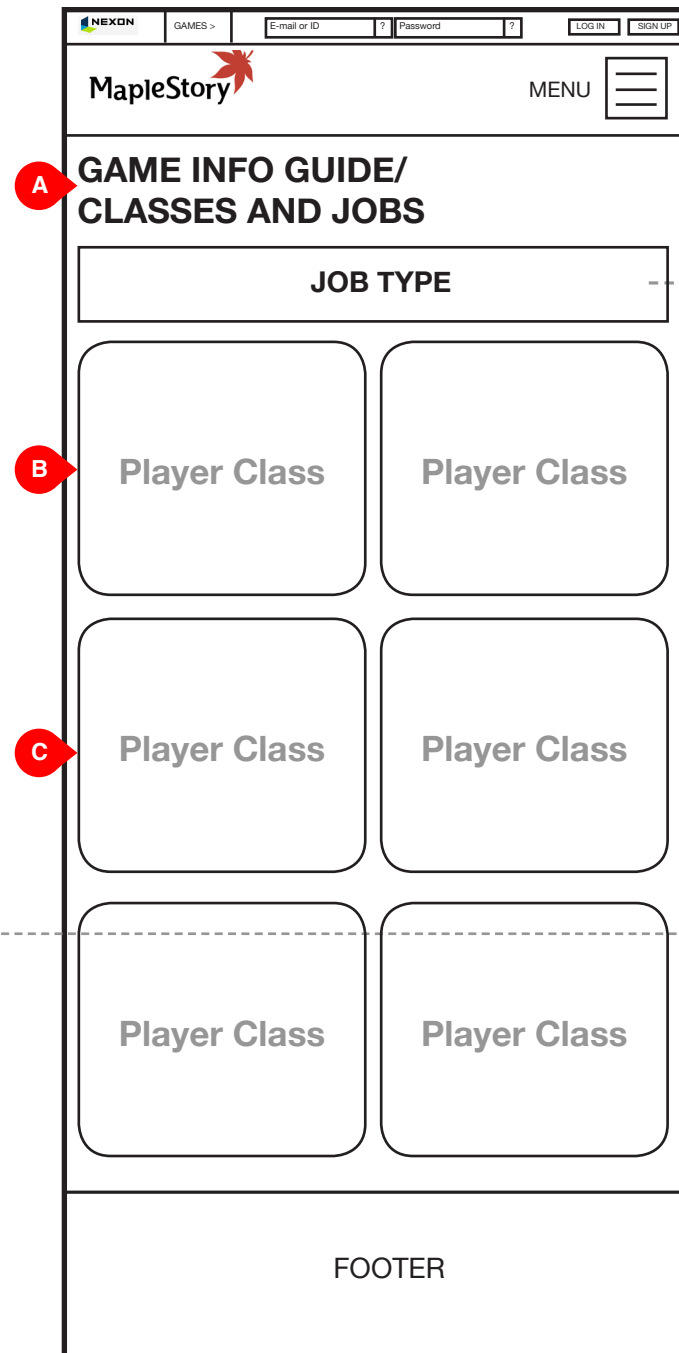 NEXON
GAMES >
E-mail or ID
?
Password
?
LOG IN
SIGN UP
MapleStory
MENU
A
GAME INFO GUIDE/
CLASSES AND JOBS
JOB TYPE
B
Player Class
Player Class
C
Player Class
Player Class
Player Class
Player Class
FOOTER